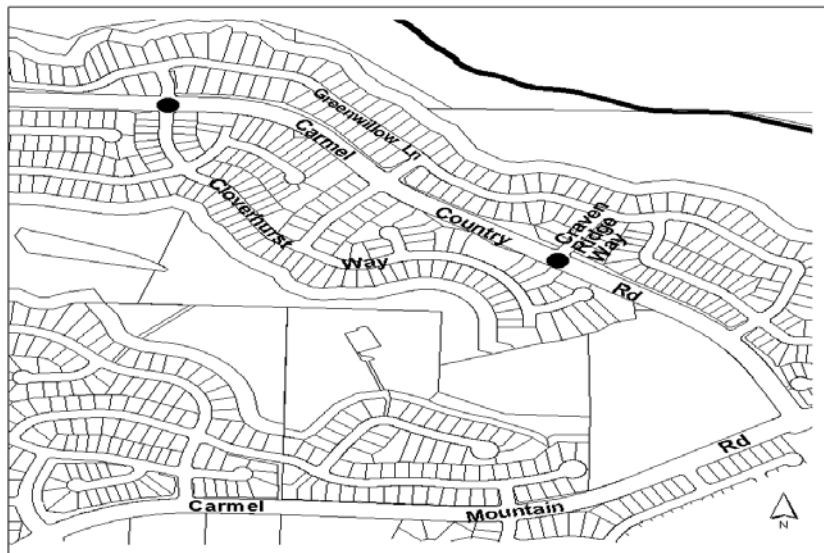 Greenwillow Ln
Carmel
Country
Rd
Craven
Ridge
Way
Cloverhurst
Way
Carmel
Mountain
Rd
N